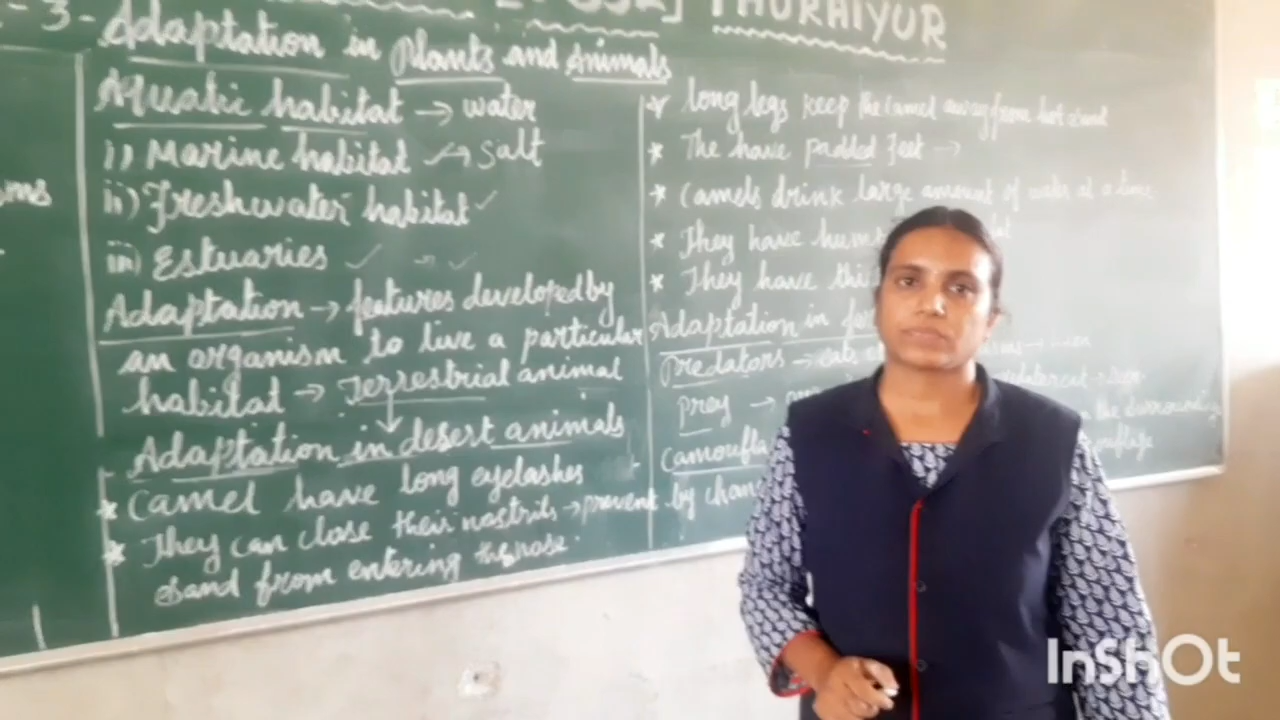 -3- Adaptation in Plants and Animals
THURAIYUR
Aquatic habitat → water
i) Marine habitat → salt
ii) Freshwater habitat ✓
iii) Estuaries ✓ " ✓
Adaptation → features developed by
an organism to live a particular
habitat → Terrestrial animal
Adaptation in desert animals
* Camel have long eyelashes
* They can close their nostrils → prevent
sand from entering the nose.
* long legs keep the camel away from hot sand
* The have padded feet →
* Camels drink large amount of water at a time
* They have
* They have
Adaptation in
Predators →
prey →
in the surrounding
by
InShOt